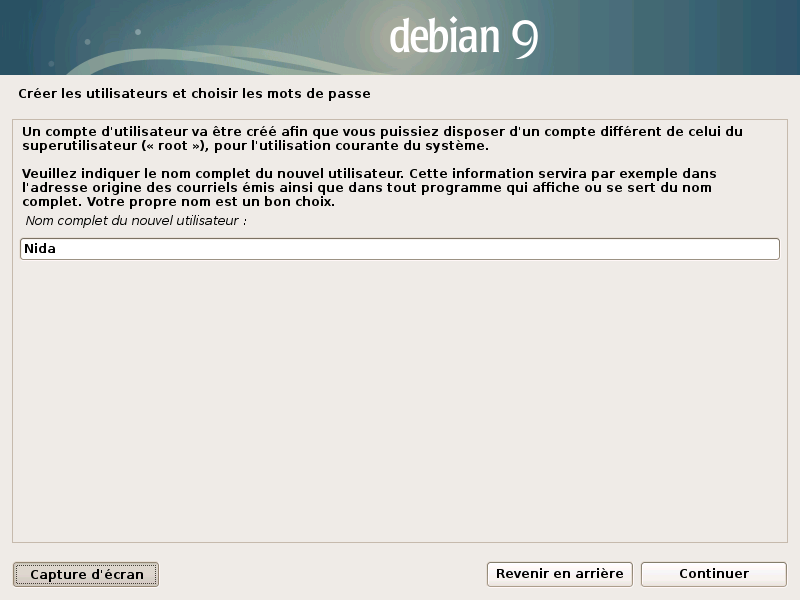 debian 9
Créer les utilisateurs et choisir les mots de passe
Un compte d'utilisateur va être créé afin que vous puissiez disposer d'un compte différent de celui du
superutilisateur (« root »), pour l'utilisation courante du système.
Veuillez indiquer le nom complet du nouvel utilisateur. Cette information servira par exemple dans
l'adresse origine des courriels émis ainsi que dans tout programme qui affiche ou se sert du nom
complet. Votre propre nom est un bon choix.
Nom complet du nouvel utilisateur :
Nida
Capture d'écran
Revenir en arrière
Continuer